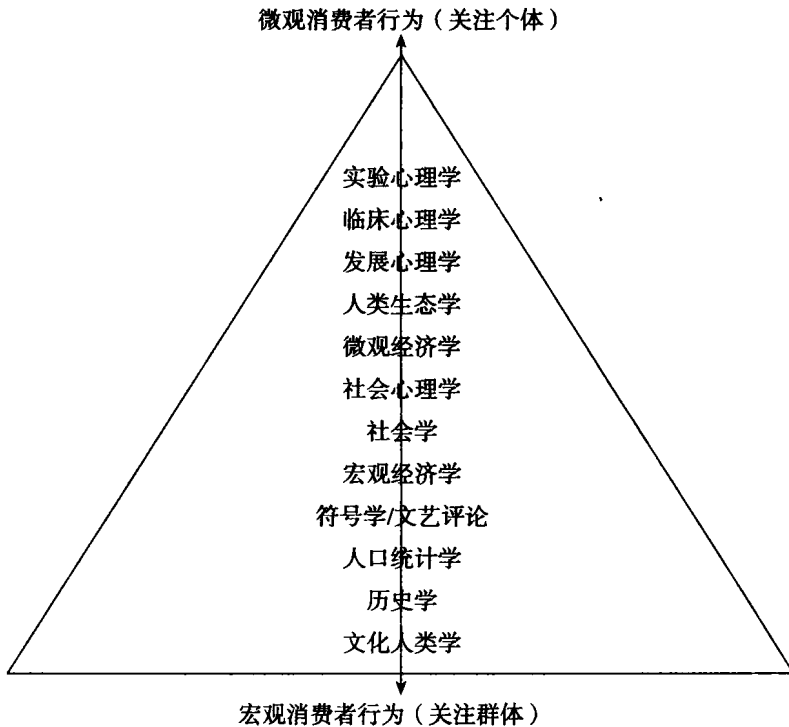 微观消费者行为（关注个体）
实验心理学
临床心理学
发展心理学
人类生态学
微观经济学
社会心理学
社会学
宏观经济学
符号学/文艺评论
人口统计学
历史学
文化人类学
宏观消费者行为（关注群体）